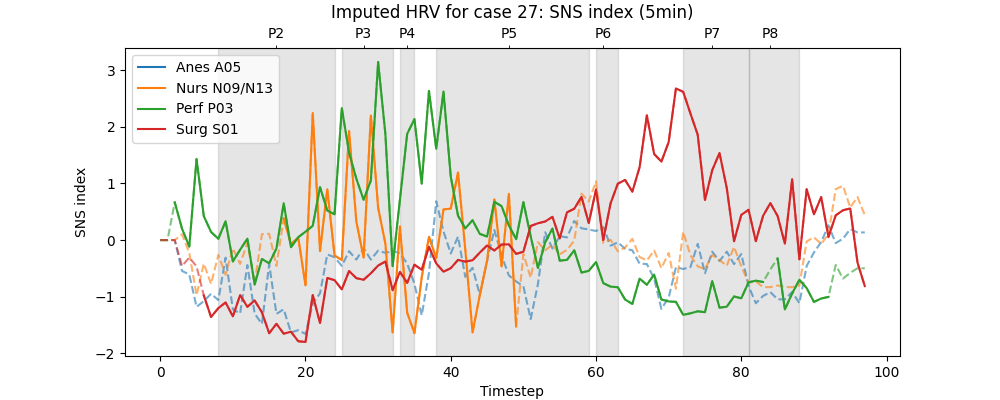 Imputed HRV for case 27: SNS index (5min)
P2 P3 P4 P5 P6 P7 P8
Anes A05
Nurs N09/N13
Perf P03
Surg S01
SNS index
3
2
1
0
−1
−2
0 20 40 60 80 100
Timestep